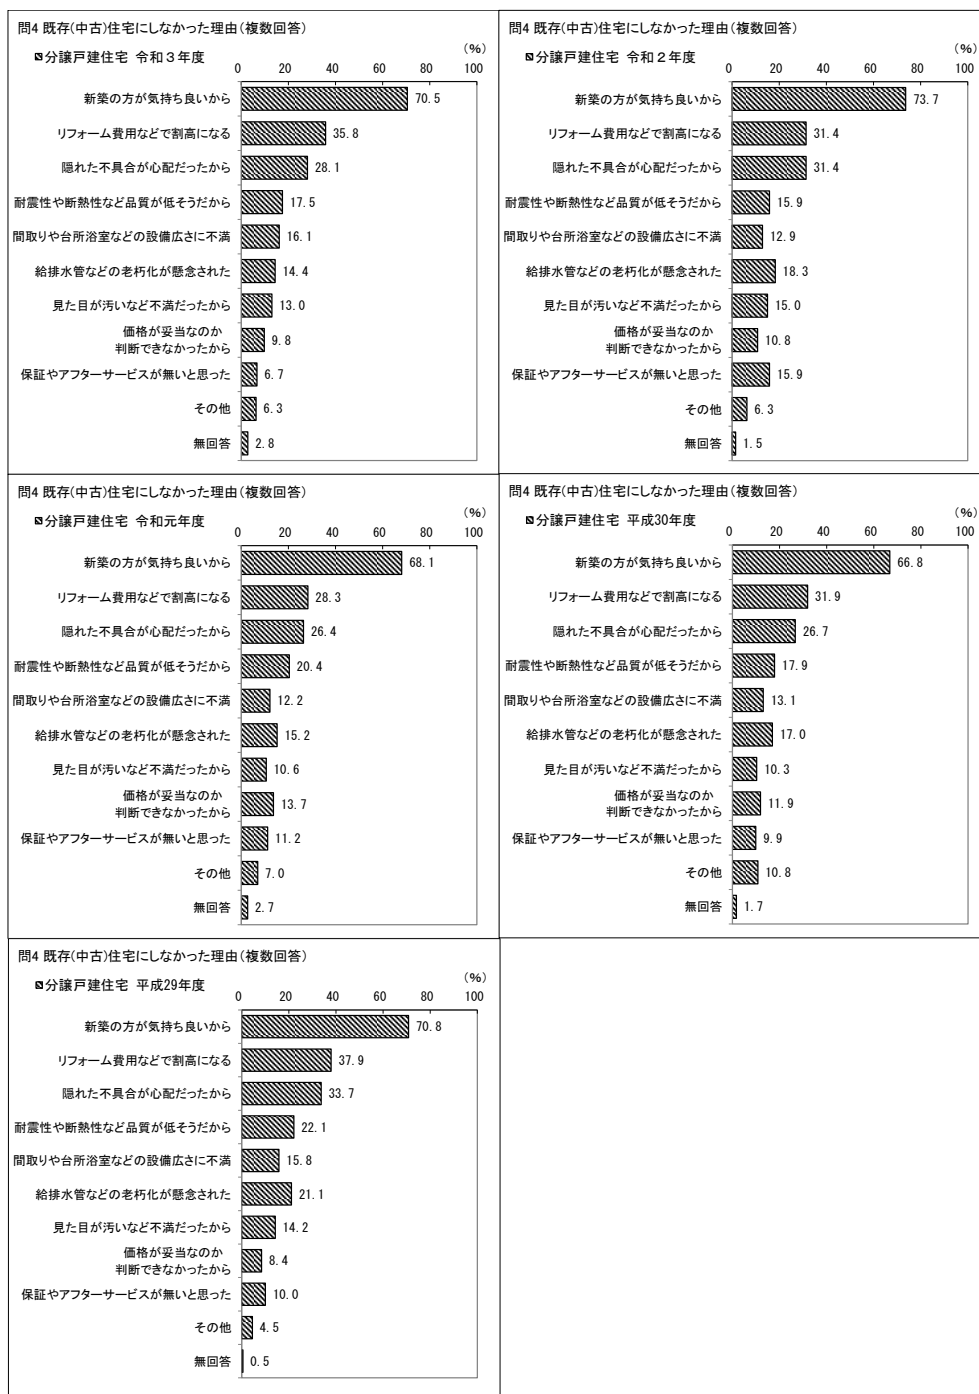 問4 既存(中古)住宅にしなかった理由(複数回答)
(%)
分譲戸建住宅 令和3年度
0 20 40 60 80 100
新築の方が気持ち良いから 70.5
リフォーム費用などで割高になる 35.8
隠れた不具合が心配だったから 28.1
耐震性や断熱性など品質が低そうだから 17.5
間取りや台所浴室などの設備広さに不満 16.1
給排水管などの老朽化が懸念された 14.4
見た目が汚いなど不満だったから 13.0
価格が妥当なのか
判断できなかったから 9.8
保証やアフターサービスが無いと思った 6.7
その他 6.3
無回答 2.8
問4 既存(中古)住宅にしなかった理由(複数回答)
(%)
分譲戸建住宅 令和2年度
0 20 40 60 80 100
新築の方が気持ち良いから 73.7
リフォーム費用などで割高になる 31.4
隠れた不具合が心配だったから 31.4
耐震性や断熱性など品質が低そうだから 15.9
間取りや台所浴室などの設備広さに不満 12.9
給排水管などの老朽化が懸念された 18.3
見た目が汚いなど不満だったから 15.0
価格が妥当なのか
判断できなかったから 10.8
保証やアフターサービスが無いと思った 15.9
その他 6.3
無回答 1.5
問4 既存(中古)住宅にしなかった理由(複数回答)
(%)
分譲戸建住宅 令和元年度
0 20 40 60 80 100
新築の方が気持ち良いから 68.1
リフォーム費用などで割高になる 28.3
隠れた不具合が心配だったから 26.4
耐震性や断熱性など品質が低そうだから 20.4
間取りや台所浴室などの設備広さに不満 12.2
給排水管などの老朽化が懸念された 15.2
見た目が汚いなど不満だったから 10.6
価格が妥当なのか
判断できなかったから 13.7
保証やアフターサービスが無いと思った 11.2
その他 7.0
無回答 2.7
問4 既存(中古)住宅にしなかった理由(複数回答)
(%)
分譲戸建住宅 平成30年度
0 20 40 60 80 100
新築の方が気持ち良いから 66.8
リフォーム費用などで割高になる 31.9
隠れた不具合が心配だったから 26.7
耐震性や断熱性など品質が低そうだから 17.9
間取りや台所浴室などの設備広さに不満 13.1
給排水管などの老朽化が懸念された 17.0
見た目が汚いなど不満だったから 10.3
価格が妥当なのか
判断できなかったから 11.9
保証やアフターサービスが無いと思った 9.9
その他 10.8
無回答 1.7
問4 既存(中古)住宅にしなかった理由(複数回答)
(%)
分譲戸建住宅 平成29年度
0 20 40 60 80 100
新築の方が気持ち良いから 70.8
リフォーム費用などで割高になる 37.9
隠れた不具合が心配だったから 33.7
耐震性や断熱性など品質が低そうだから 22.1
間取りや台所浴室などの設備広さに不満 15.8
給排水管などの老朽化が懸念された 21.1
見た目が汚いなど不満だったから 14.2
価格が妥当なのか
判断できなかったから 8.4
保証やアフターサービスが無いと思った 10.0
その他 4.5
無回答 0.5